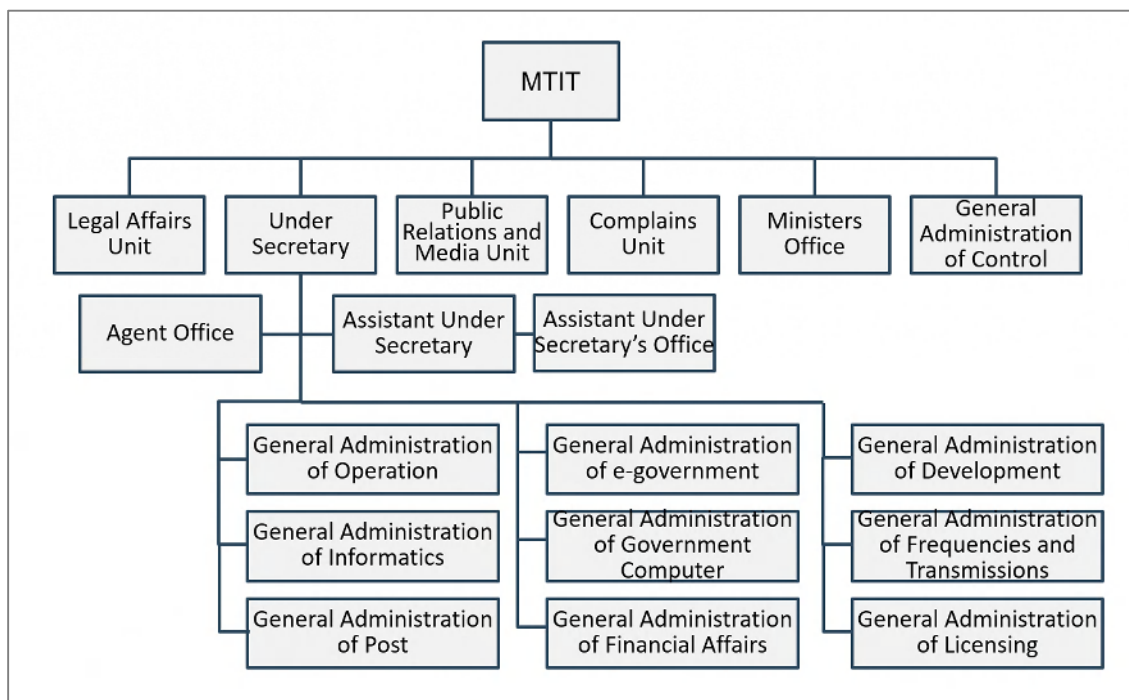 MTIT
Legal Affairs
Unit
Under
Secretary
Public
Relations and
Media Unit
Complains
Unit
Ministers
Office
General
Administration
of Control
Agent Office
Assistant Under
Secretary
Assistant Under
Secretary’s Office
General Administration
of Operation
General Administration
of e-government
General Administration
of Development
General Administration
of Informatics
General Administration
of Government
Computer
General Administration
of Frequencies and
Transmissions
General Administration
of Post
General Administration
of Financial Affairs
General Administration
of Licensing